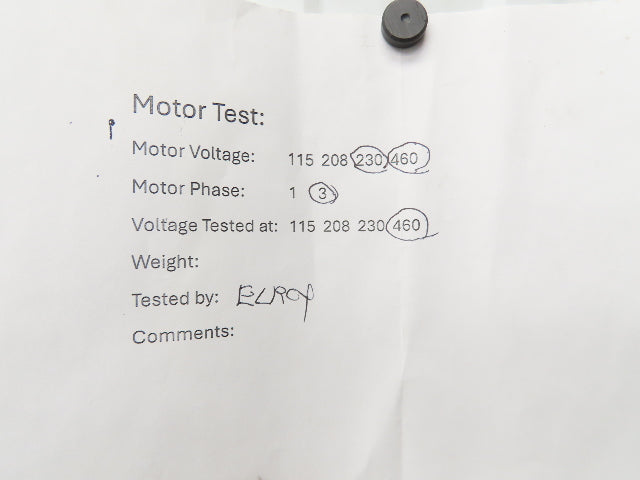 Motor Test:
Motor Voltage: 115 208 230 460
Motor Phase: 1 3
Voltage Tested at: 115 208 230 460
Weight:
Tested by: ELROY
Comments: